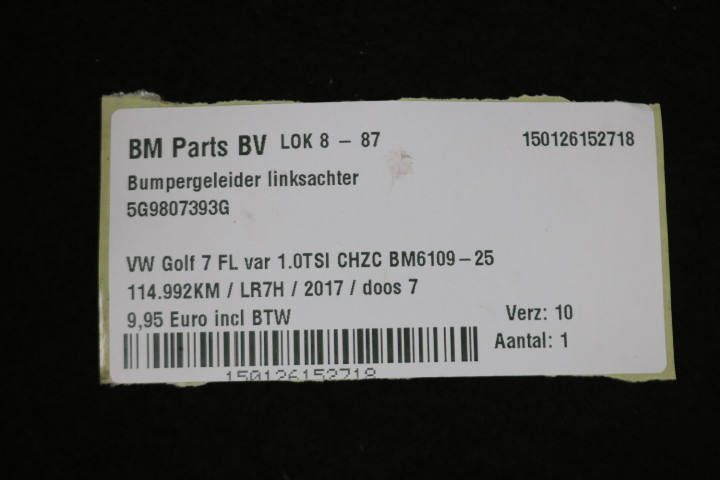 BM Parts BV LOK 8 - 87 150126152718
Bumpergeleider linksachter
5G9807393G
VW Golf 7 FL var 1.0TSI CHZC BM6109-25
114.992KM / LR7H / 2017 / doos 7
9,95 Euro incl BTW Verz: 10
Aantal: 1
150126152718